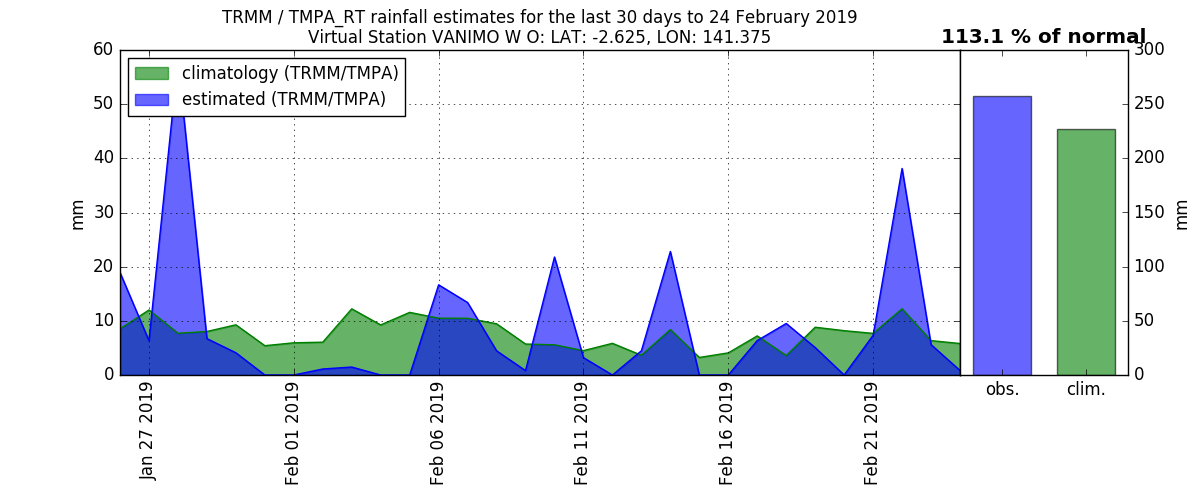 TRMM / TMPA_RT rainfall estimates for the last 30 days to 24 February 2019
Virtual Station VANIMO W O: LAT: -2.625, LON: 141.375
113.1 % of normal
climatology (TRMM/TMPA)
estimated (TRMM/TMPA)
60
50
40
30
20
10
0
mm
Jan 27 2019
Feb 01 2019
Feb 06 2019
Feb 11 2019
Feb 16 2019
Feb 21 2019
obs.
clim.
300
250
200
150
100
50
0
mm